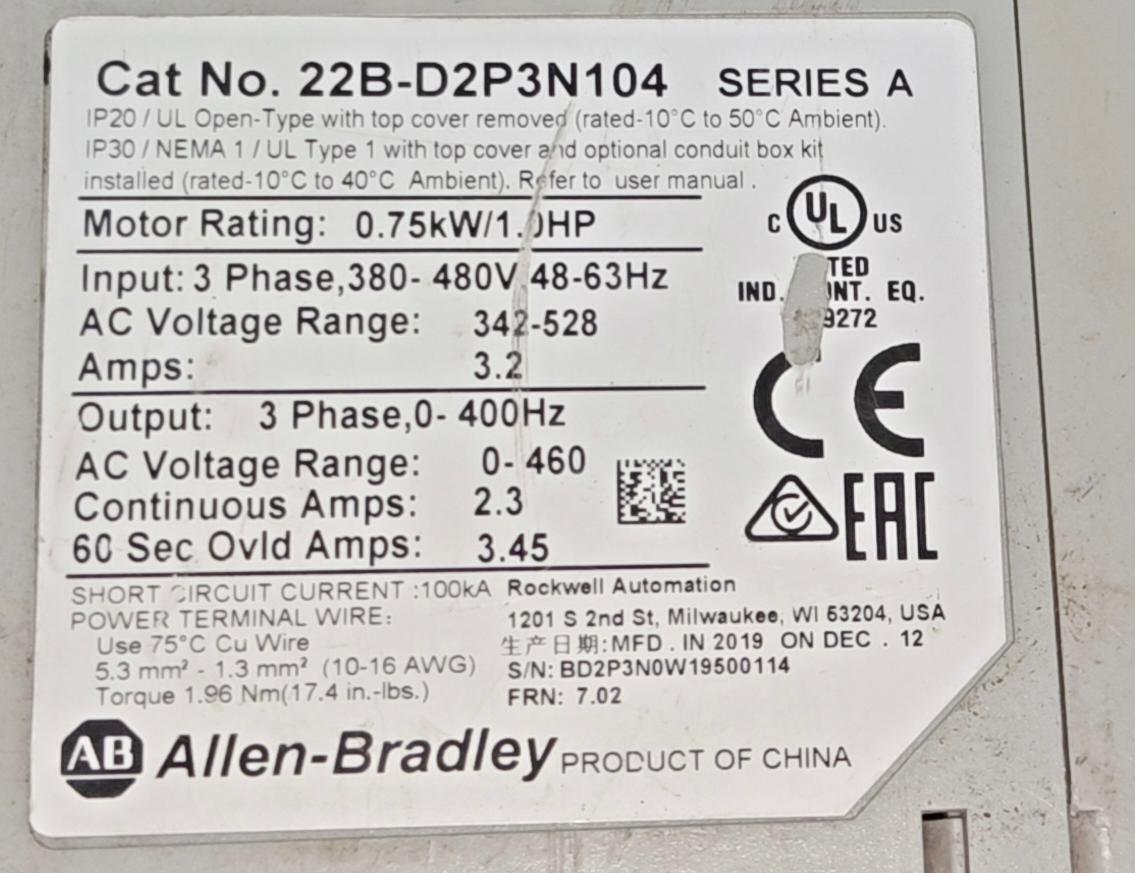 Cat No. 22B-D2P3N104 SERIES A
IP20 / UL Open-Type with top cover removed (rated-10°C to 50°C Ambient).
IP30 / NEMA 1 / UL Type 1 with top cover and optional conduit box kit
installed (rated-10°C to 40°C Ambient). Refer to user manual .
Motor Rating: 0.75kW/1.0HP
Input: 3 Phase,380- 480V 48-63Hz
AC Voltage Range: 342-528
Amps: 3.2
Output: 3 Phase,0- 400Hz
AC Voltage Range: 0- 460
Continuous Amps: 2.3
60 Sec Ovld Amps: 3.45
C UL US
IND. EQ.
CE
EAC
SHORT CIRCUIT CURRENT :100kA
POWER TERMINAL WIRE:
Use 75°C Cu Wire
5.3 mm² - 1.3 mm² (10-16 AWG)
Torque 1.96 Nm(17.4 in.-lbs.)
Rockwell Automation
1201 S 2nd St, Milwaukee, WI 53204, USA
生产日期:MFD . IN 2019 ON DEC . 12
S/N: BD2P3N0W19500114
FRN: 7.02
AB Allen-Bradley PRODUCT OF CHINA